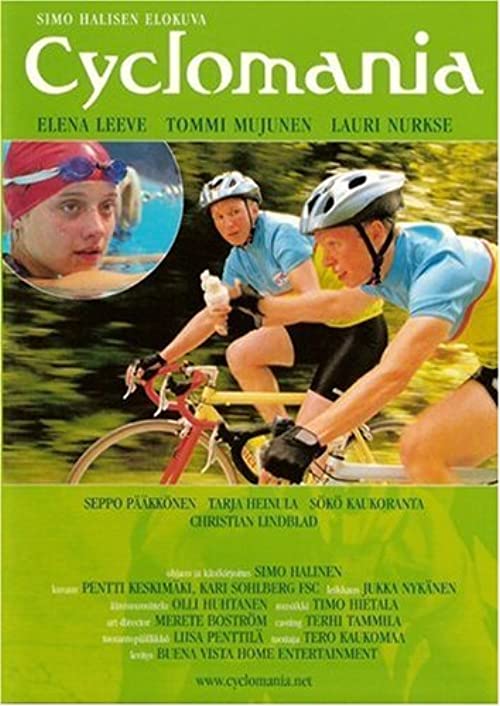 SIMO HALISEN ELOKUVA
Cyclomania
ELENA LEEVE TOMMI MUJUNEN LAURI NURKSE
SEPPO PÄÄKKÖNEN TARJA HEINULA SÖKÖ KAUKORANTA
CHRISTIAN LINDBLAD
ohjaus ja käsikirjoitus SIMO HALINEN
kuvaus PENTTI KESKIMÄKI, KARI SOHLBERG FSC leikkaus JUKKA NYKÄNEN
äänisuunnittelu OLLI HUHTANEN musiikki TIMO HIETALA
art director MERETE BOSTRÖM casting TERHI TAMMILA
tuotantopäällikkö LIISA PENTTILÄ tuottaja TERO KAUKOMAA
levitys BUENA VISTA HOME ENTERTAINMENT
www.cyclomania.net